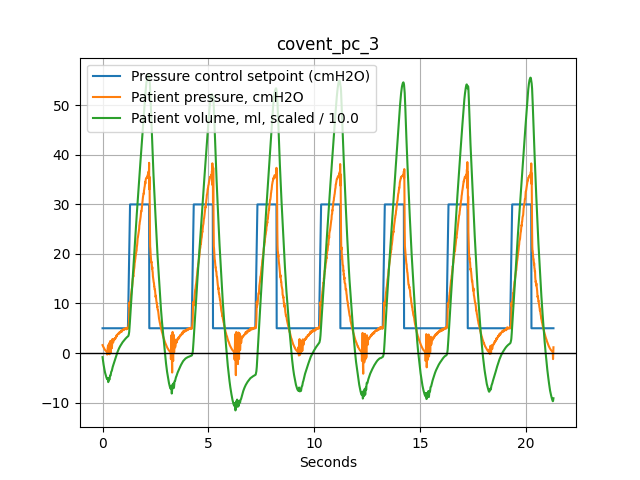 covent_pc_3
Pressure control setpoint (cmH2O)
Patient pressure, cmH2O
Patient volume, ml, scaled / 10.0
50
40
30
20
10
0
−10
0 5 10 15 20
Seconds